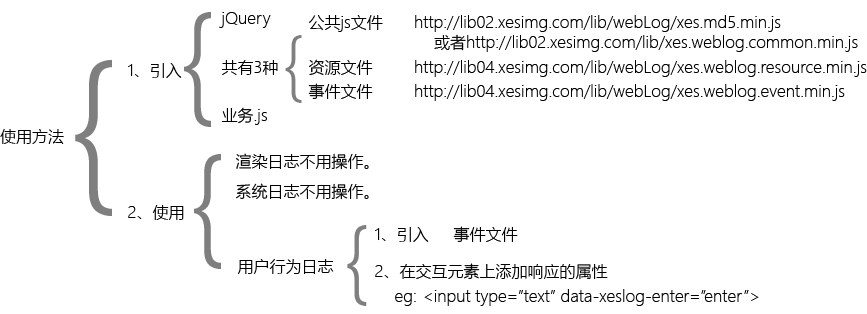 使用方法
1、引入
jQuery
共有3种
公共js文件 http://lib02.xesimg.com/lib/webLog/xes.md5.min.js
或者http://lib02.xesimg.com/lib/xes.weblog.common.min.js
资源文件 http://lib04.xesimg.com/lib/webLog/xes.weblog.resource.min.js
事件文件 http://lib04.xesimg.com/lib/webLog/xes.weblog.event.min.js
业务.js
2、使用
渲染日志不用操作。
系统日志不用操作。
用户行为日志
1、引入 事件文件
2、在交互元素上添加响应的属性
eg: <input type="text" data-xeslog-enter="enter">